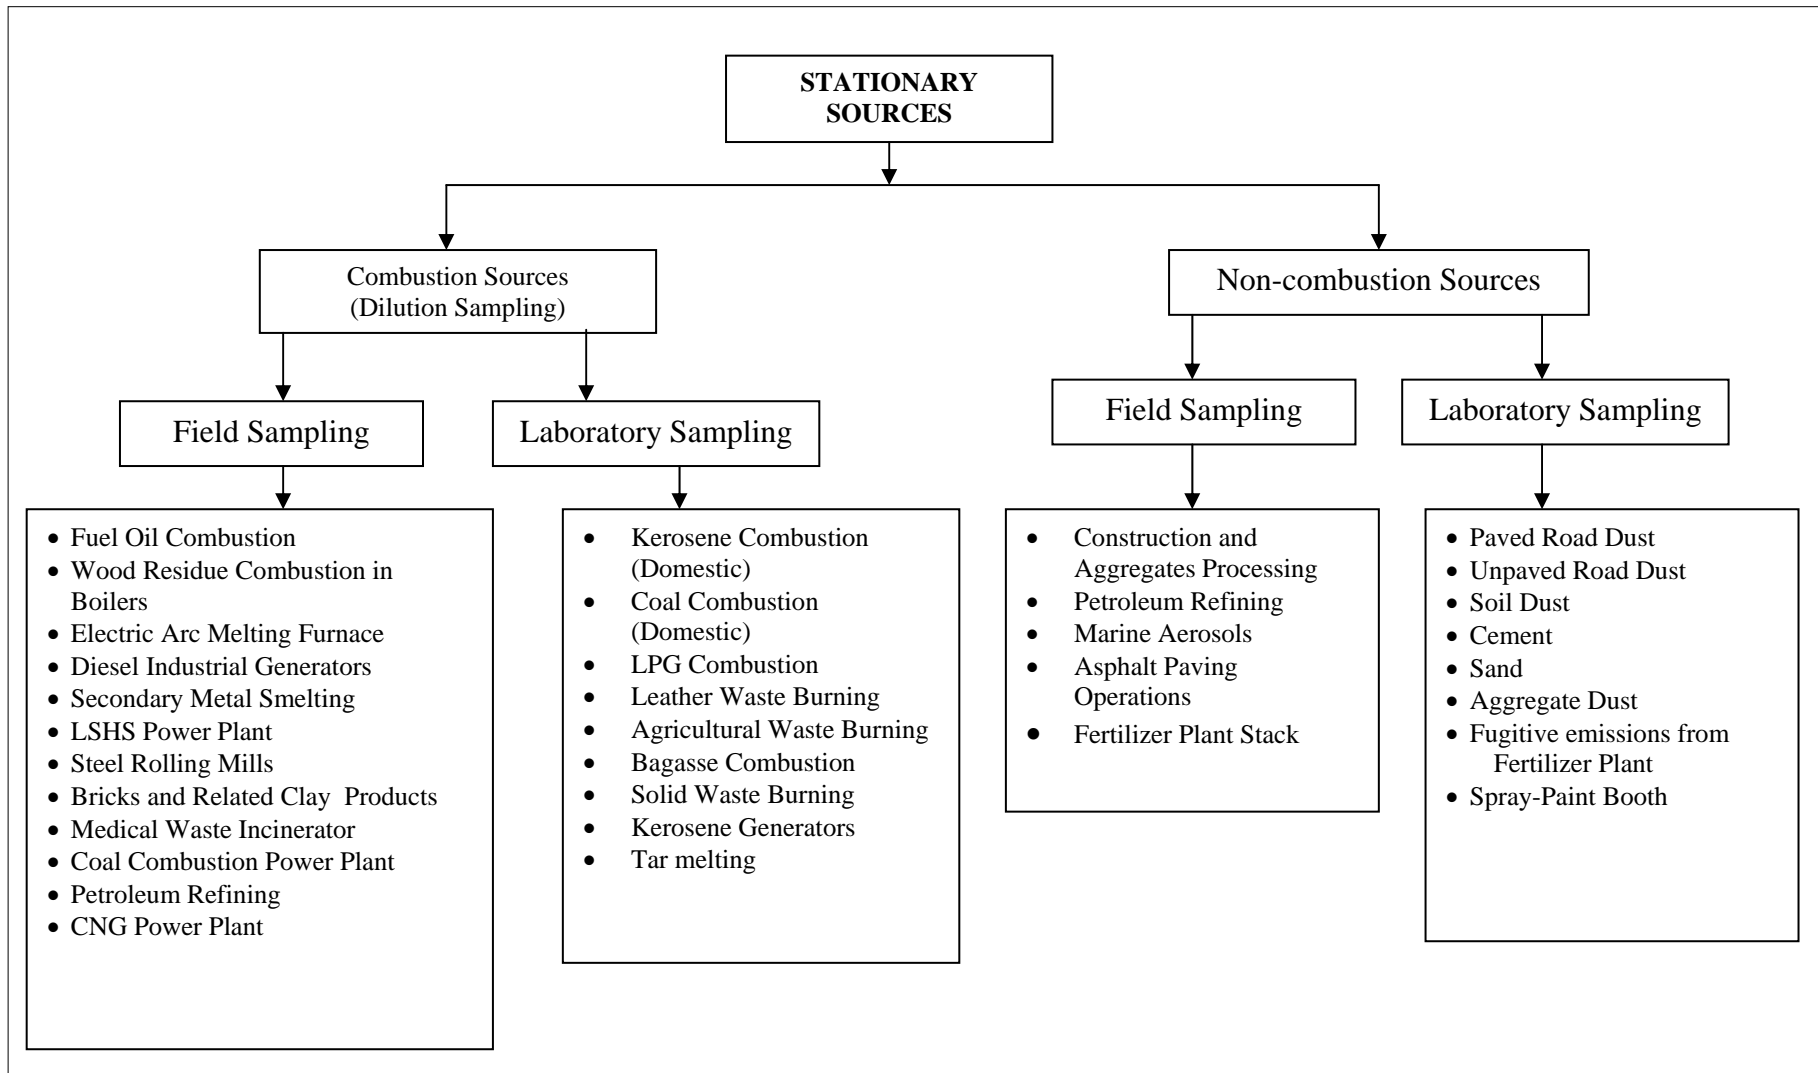 STATIONARY
SOURCES
Combustion Sources
(Dilution Sampling)
Non-combustion Sources
Field Sampling
Laboratory Sampling
Field Sampling
Laboratory Sampling
• Fuel Oil Combustion
• Wood Residue Combustion in
Boilers
• Electric Arc Melting Furnace
• Diesel Industrial Generators
• Secondary Metal Smelting
• LSHS Power Plant
• Steel Rolling Mills
• Bricks and Related Clay  Products
• Medical Waste Incinerator
• Coal Combustion Power Plant
• Petroleum Refining
• CNG Power Plant
• Kerosene Combustion
(Domestic)
• Coal Combustion
(Domestic)
• LPG Combustion
• Leather Waste Burning
• Agricultural Waste Burning
• Bagasse Combustion
• Solid Waste Burning
• Kerosene Generators
• Tar melting
• Construction and
Aggregates Processing
• Petroleum Refining
• Marine Aerosols
• Asphalt Paving
Operations
• Fertilizer Plant Stack
• Paved Road Dust
• Unpaved Road Dust
• Soil Dust
• Cement
• Sand
• Aggregate Dust
• Fugitive emissions from
Fertilizer Plant
• Spray-Paint Booth